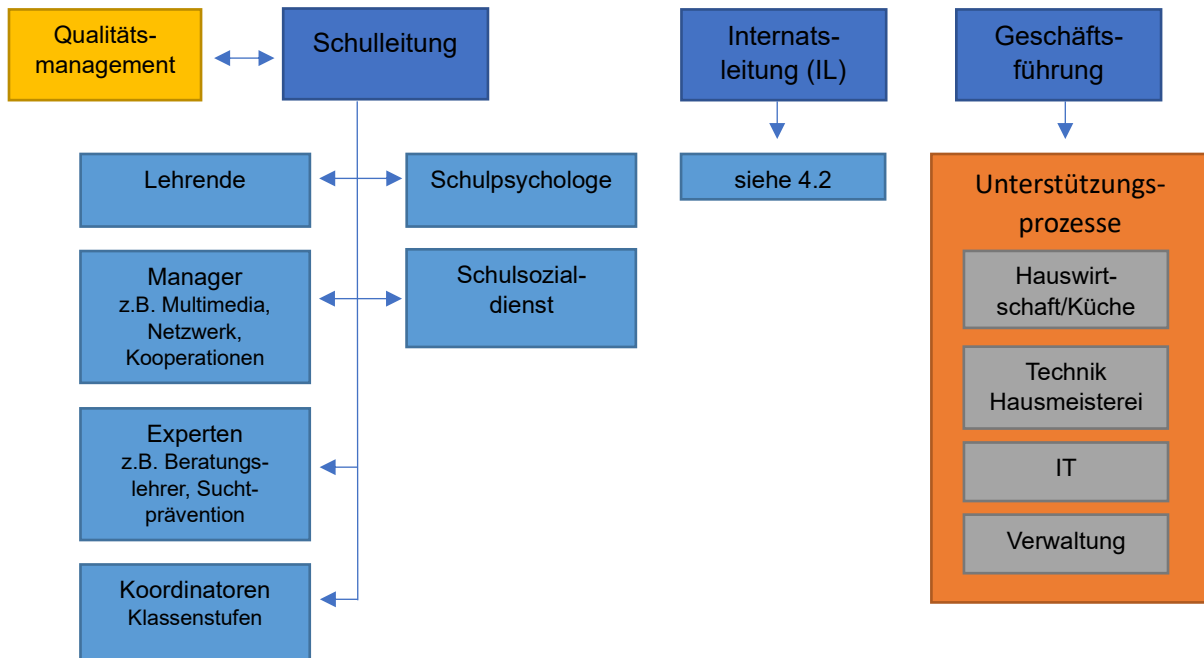 Qualitäts-
management
Schulleitung
Internats-
leitung (IL)
Geschäfts-
führung
Lehrende
Schulpsychologe
siehe 4.2
Unterstützungs-
prozesse
Manager
z.B. Multimedia,
Netzwerk,
Kooperationen
Schulsozial-
dienst
Hauswirt-
schaft/Küche
Technik
Hausmeisterei
Experten
z.B. Beratungs-
lehrer, Sucht-
prävention
IT
Verwaltung
Koordinatoren
Klassenstufen